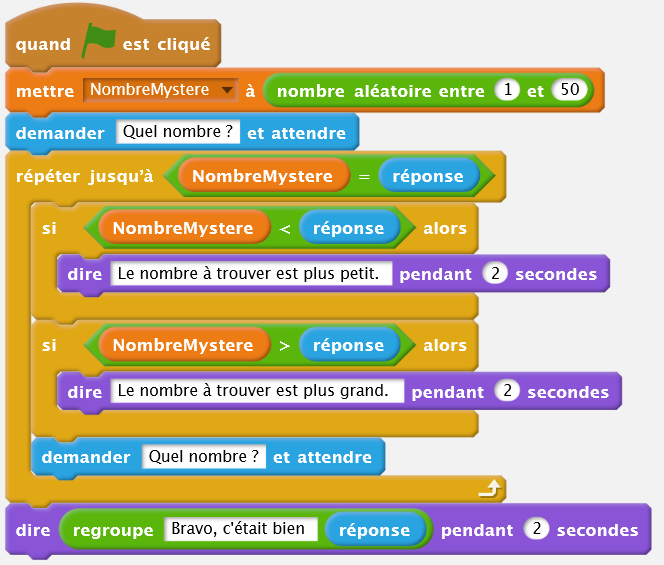 quand est cliqué
mettre NombreMystere à nombre aléatoire entre 1 et 50
demander Quel nombre ? et attendre
répéter jusqu'à NombreMystere = réponse
si NombreMystere < réponse alors
dire Le nombre à trouver est plus petit. pendant 2 secondes
si NombreMystere > réponse alors
dire Le nombre à trouver est plus grand. pendant 2 secondes
demander Quel nombre ? et attendre
dire regroupe Bravo, c'était bien réponse pendant 2 secondes